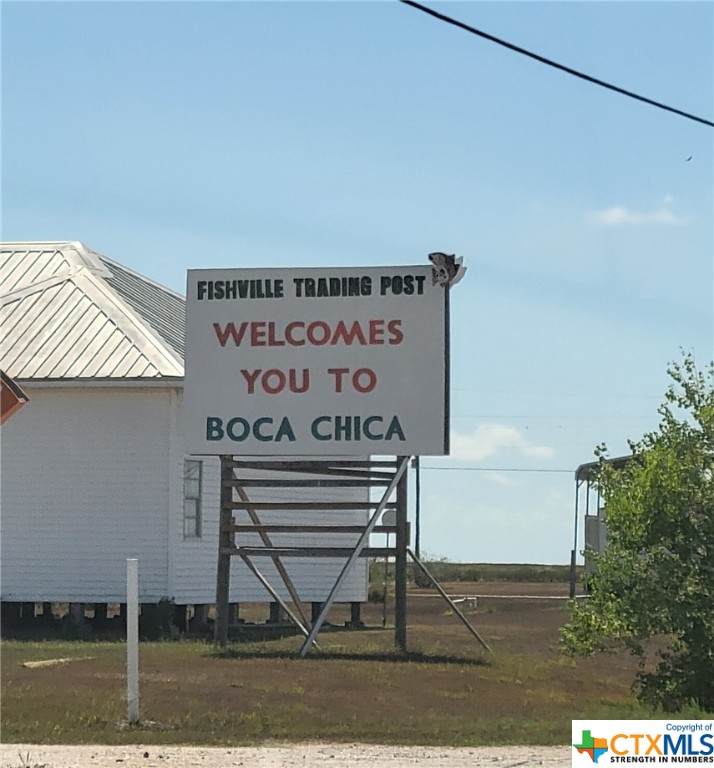 FISHVILLE TRADING POST
WELCOMES
YOU TO
BOCA CHICA
Copyright of
CTXMLS
STRENGTH IN NUMBERS